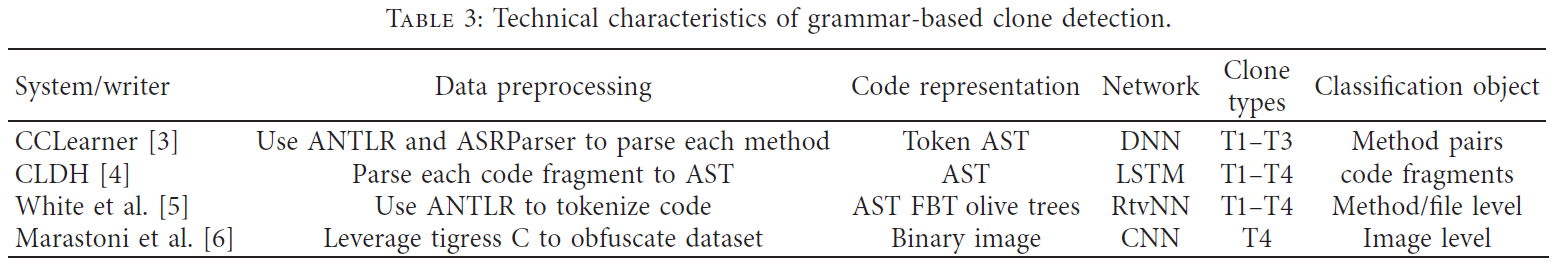 TABLE 3: Technical characteristics of grammar-based clone detection.
System/writer Data preprocessing Code representation Network Clone types Classification object
CCLearner [3] Use ANTLR and ASRParser to parse each method Token AST DNN T1–T3 Method pairs
CLDH [4] Parse each code fragment to AST AST LSTM T1–T4 code fragments
White et al. [5] Use ANTLR to tokenize code AST FBT olive trees RtvNN T1–T4 Method/file level
Marastoni et al. [6] Leverage tigress C to obfuscate dataset Binary image CNN T4 Image level